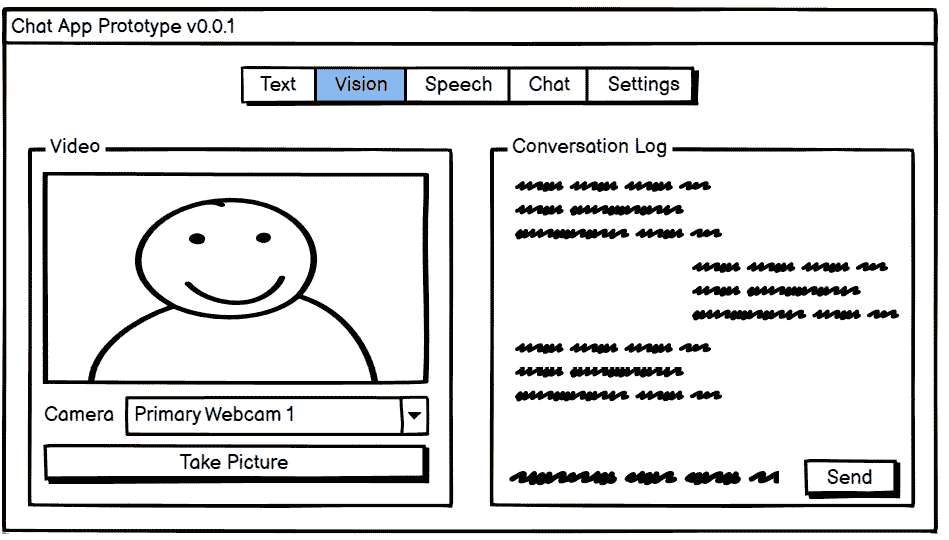 Chat App Prototype v0.0.1
Text Vision Speech Chat Settings
Video
Camera Primary Webcam 1
Take Picture
Conversation Log
Send